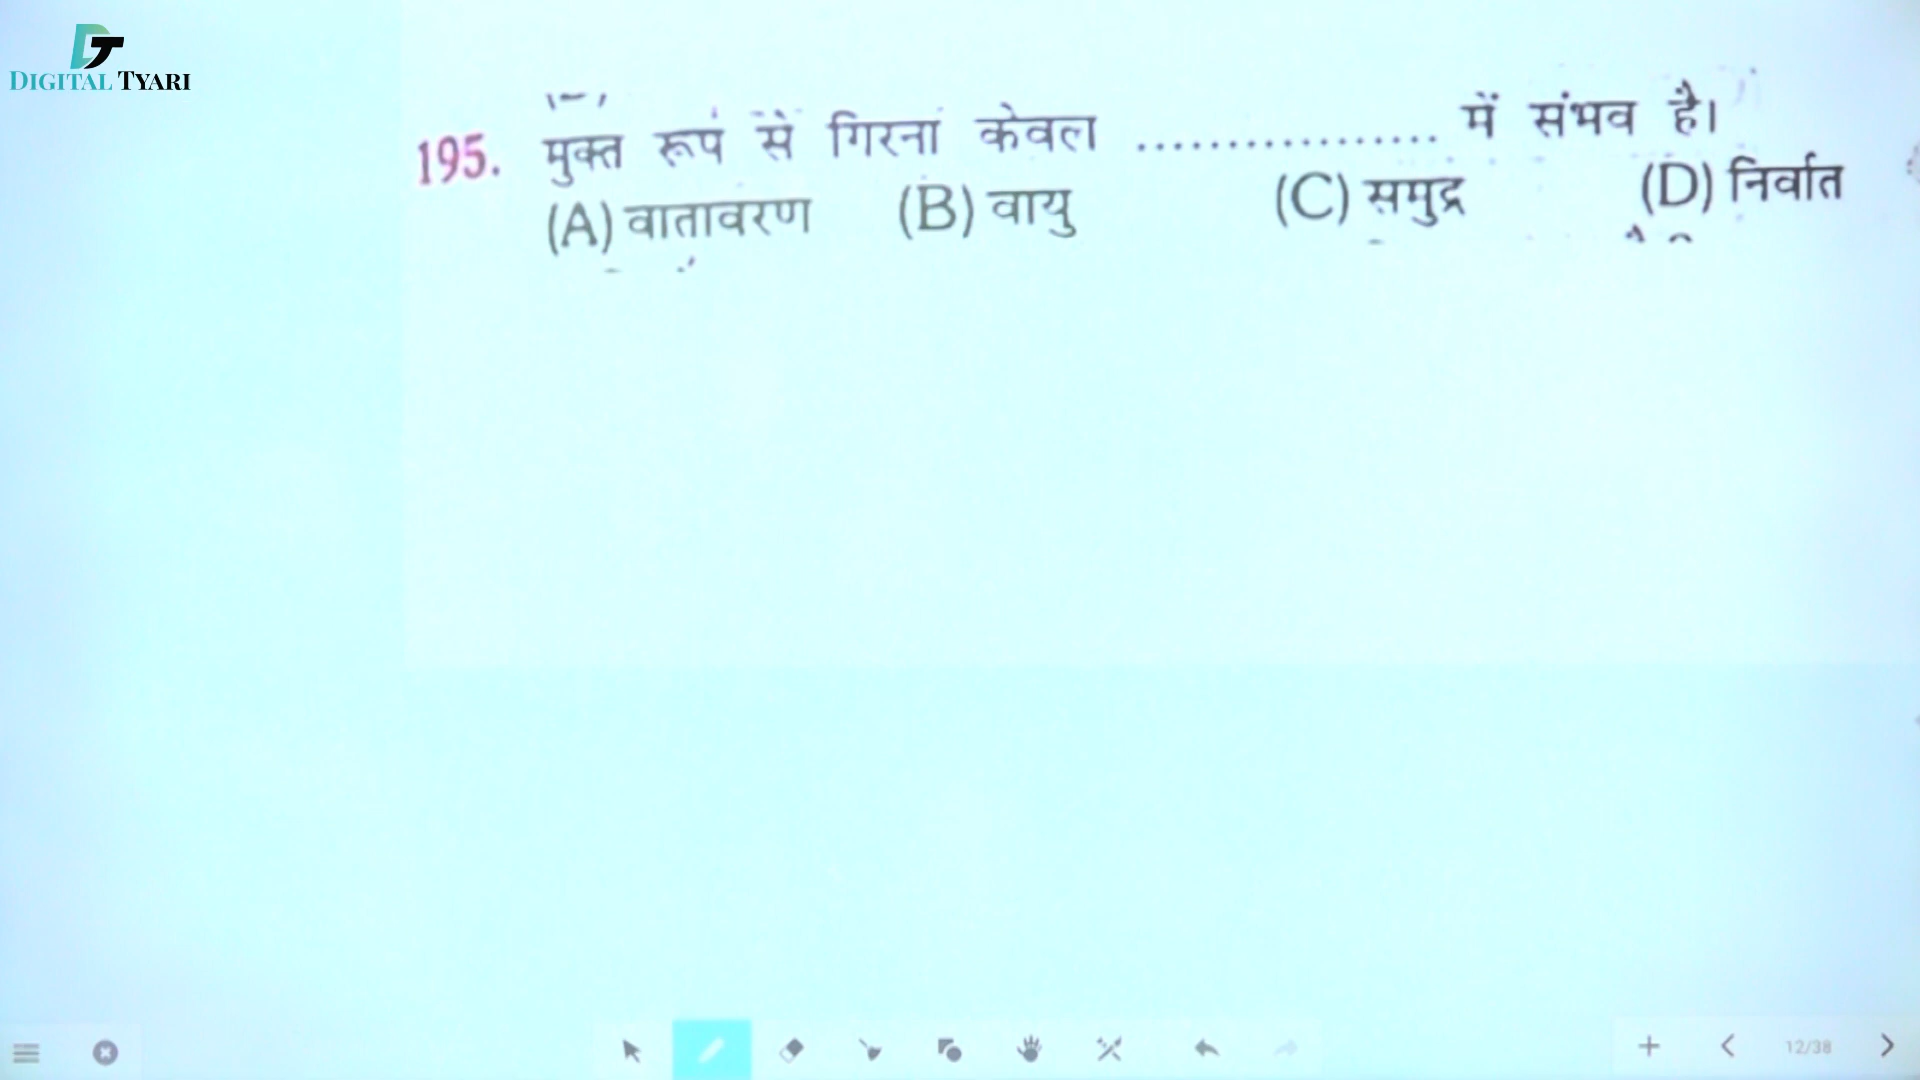 DIGITAL TYARI
195. मुक्त रूप से गिरना केवल ................. में संभव है।
(A) वातावरण (B) वायु (C) समुद्र (D) निर्वात
12/38